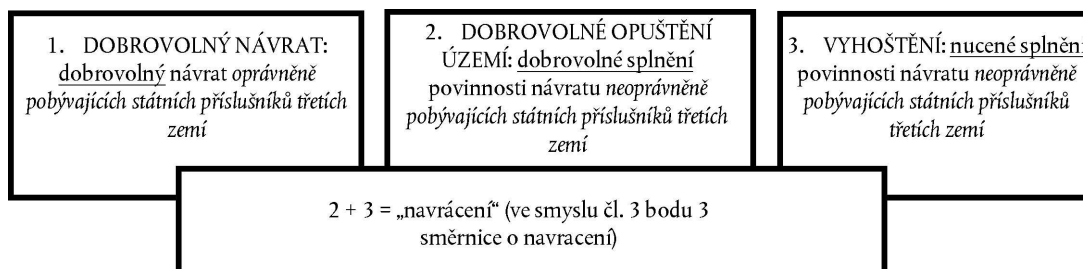 1. DOBROVOLNÝ NÁVRAT:
dobrovolný návrat oprávněně
pobývajících státních příslušníků třetích
zemí
2. DOBROVOLNÉ OPUŠTĚNÍ
ÚZEMÍ: dobrovolné splnění
povinnosti návratu neoprávněně
pobývajících státních příslušníků třetích
zemí
3. VYHOŠTĚNÍ: nucené splnění
povinnosti návratu neoprávněně
pobývajících státních příslušníků
třetích zemí
2 + 3 = „navrácení“ (ve smyslu čl. 3 bodu 3
směrnice o navracení)